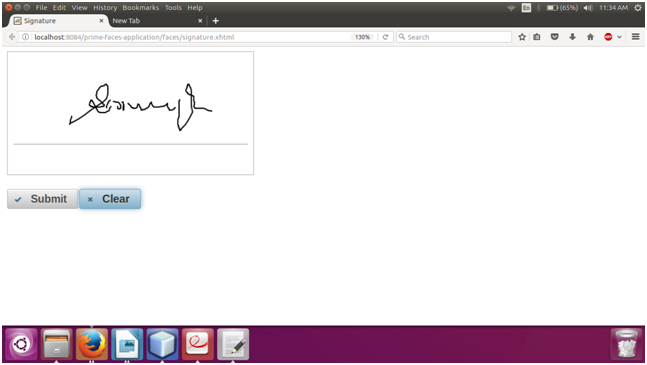 File Edit View History Bookmarks Tools Help En (65%) 11:34 AM
Signature × New Tab × +
localhost:8084/prime-faces-application/faces/signature.xhtml 130% Search
Submit Clear